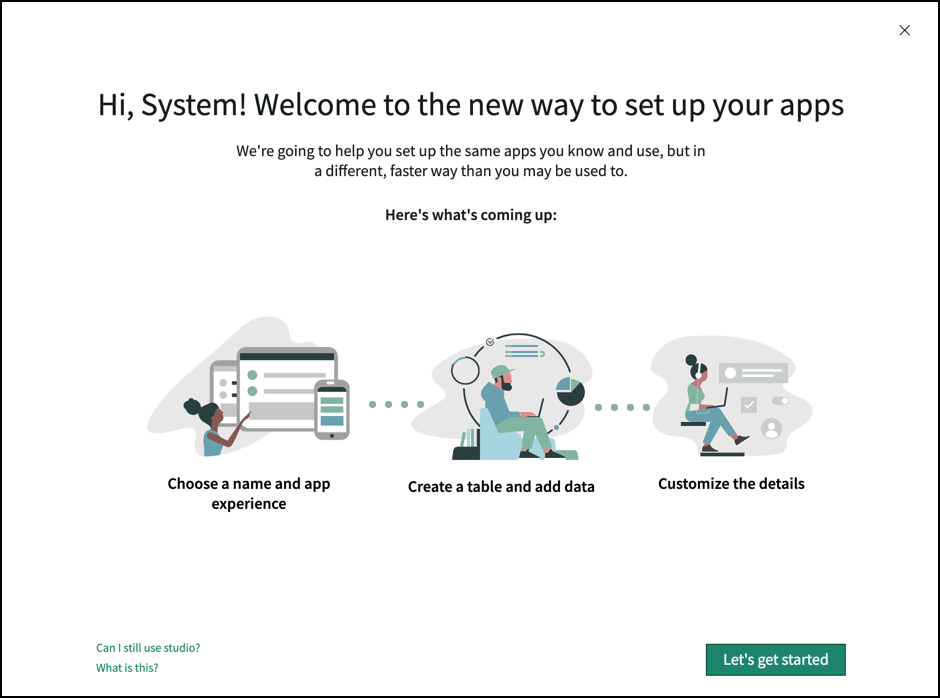 Hi, System! Welcome to the new way to set up your apps
We're going to help you set up the same apps you know and use, but in
a different, faster way than you may be used to.
Here's what's coming up:
Choose a name and app
experience
Create a table and add data
Customize the details
Can I still use studio?
What is this?
Let's get started